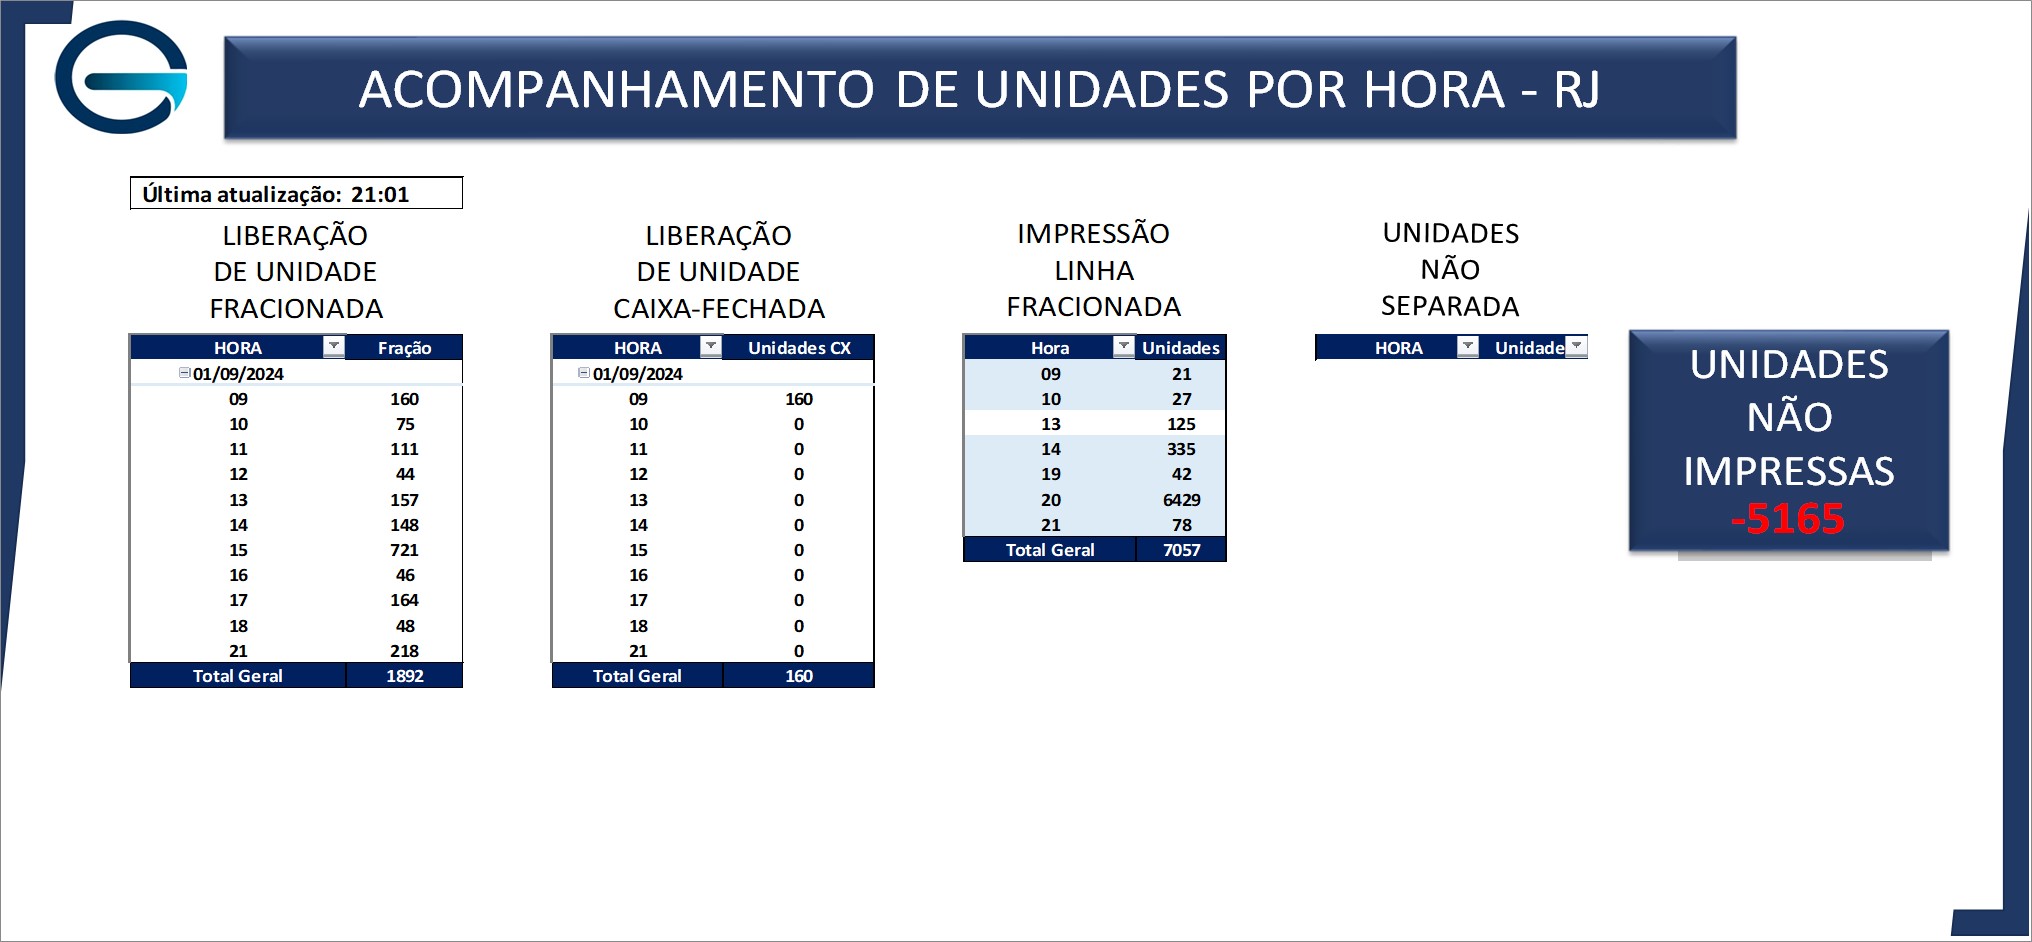 ACOMPANHAMENTO DE UNIDADES POR HORA - RJ
Última atualização: 21:01
LIBERAÇÃO
DE UNIDADE
FRACIONADA
HORA Fração
01/09/2024
09 160
10 75
11 111
12 44
13 157
14 148
15 721
16 46
17 164
18 48
21 218
Total Geral 1892
LIBERAÇÃO
DE UNIDADE
CAIXA-FECHADA
HORA Unidades CX
01/09/2024
09 160
10 0
11 0
12 0
13 0
14 0
15 0
16 0
17 0
18 0
21 0
Total Geral 160
IMPRESSÃO
LINHA
FRACIONADA
Hora Unidades
09 21
10 27
13 125
14 335
19 42
20 6429
21 78
Total Geral 7057
UNIDADES
NÃO
SEPARADA
HORA Unidade
UNIDADES
NÃO
IMPRESSAS
-5165